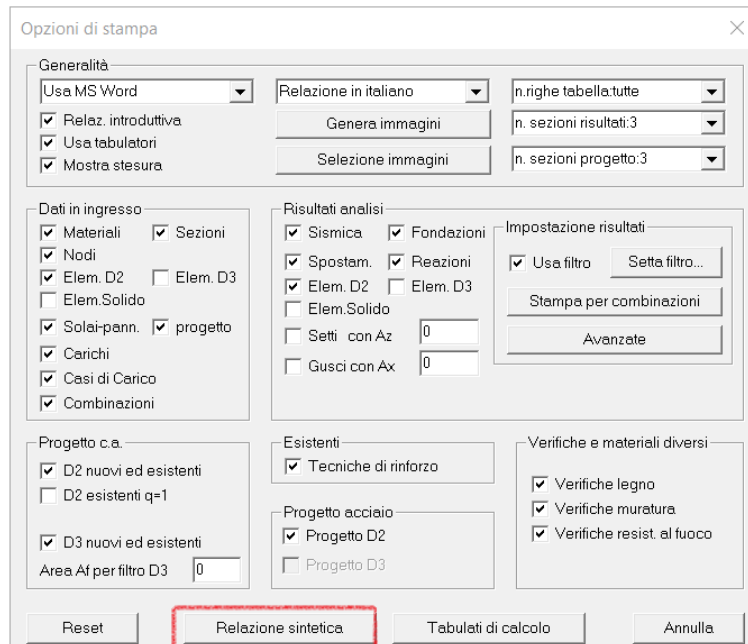 Opzioni di stampa
Generalità
Usa MS Word
Relazione in italiano
n.righe tabella:tutte
Relaz. introduttiva
Genera immagini
n. sezioni risultati:3
Usa tabulatori
Mostra stesura
Selezione immagini
n. sezioni progetto:3
Dati in ingresso
Materiali Sezioni
Nodi
Elem. D2 Elem. D3
Elem.Solido
Solai-pann. progetto
Carichi
Casi di Carico
Combinazioni
Risultati analisi
Sismica Fondazioni
Spostam. Reazioni
Elem. D2 Elem. D3
Elem.Solido
Setti con Az 0
Gusci con Ax 0
Impostazione risultati
Usa filtro Setta filtro...
Stampa per combinazioni
Avanzate
Progetto c.a.
D2 nuovi ed esistenti
D2 esistenti q=1
D3 nuovi ed esistenti
Area Af per filtro D3 0
Esistenti
Tecniche di rinforzo
Progetto acciaio
Progetto D2
Progetto D3
Verifiche e materiali diversi
Verifiche legno
Verifiche muratura
Verifiche resist. al fuoco
Reset Relazione sintetica Tabulati di calcolo Annulla